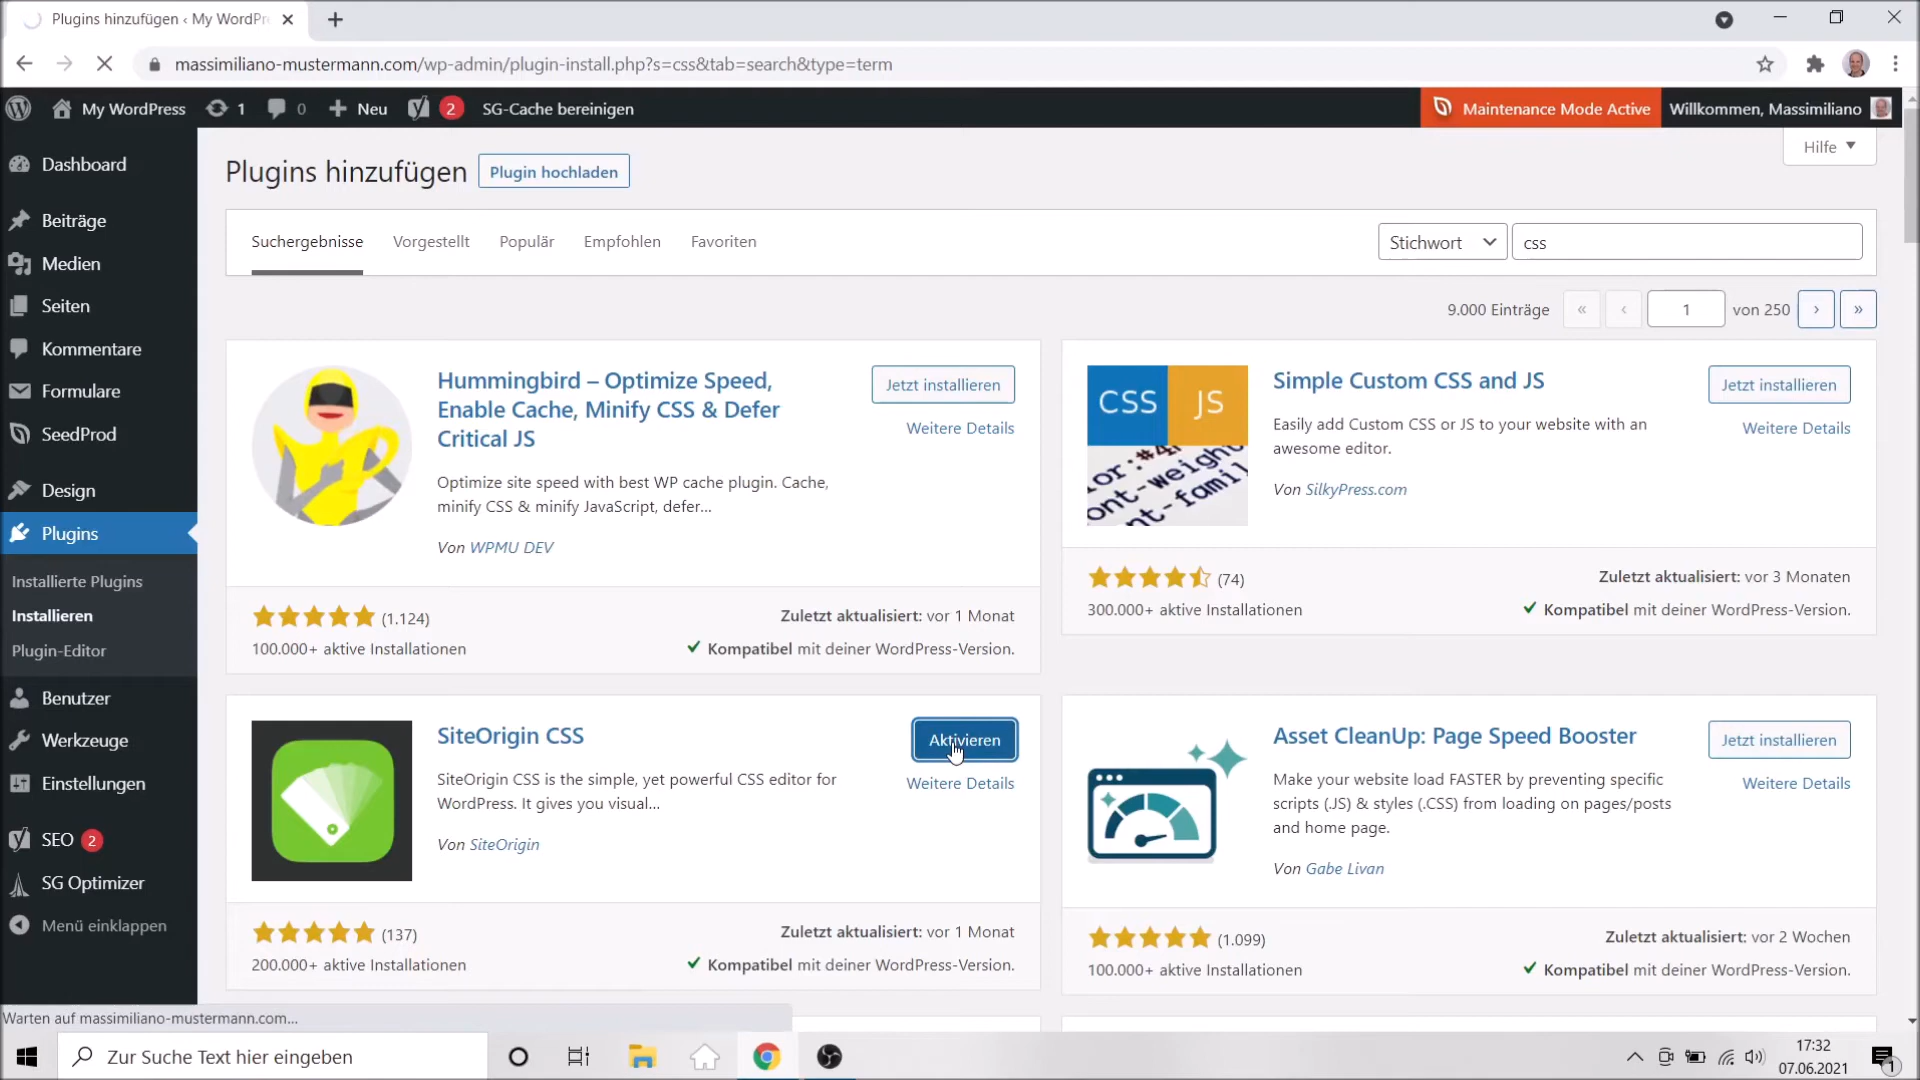 Plugins hinzufügen ‹ My WordPr
massimiliano-mustermann.com/wp-admin/plugin-install.php?s=css&tab=search&type=term
My WordPress 1 0 Neu 2 SG-Cache bereinigen Maintenance Mode Active Willkommen, Massimiliano
Dashboard
Beiträge
Medien
Seiten
Kommentare
Formulare
SeedProd
Design
Plugins
Installierte Plugins
Installieren
Plugin-Editor
Benutzer
Werkzeuge
Einstellungen
SEO 2
SG Optimizer
Menü einklappen
Hilfe
Plugins hinzufügen Plugin hochladen
Suchergebnisse Vorgestellt Populär Empfohlen Favoriten Stichwort css
9.000 Einträge « ‹ 1 von 250 › »
Hummingbird – Optimize Speed,
Enable Cache, Minify CSS & Defer
Critical JS
Jetzt installieren
Weitere Details
Optimize site speed with best WP cache plugin. Cache,
minify CSS & minify JavaScript, defer...
Von WPMU DEV
(1.124)
Zuletzt aktualisiert: vor 1 Monat
100.000+ aktive Installationen
Kompatibel mit deiner WordPress-Version.
CSS JS
or:#4
ont-weight
nt-famil
Simple Custom CSS and JS
Jetzt installieren
Weitere Details
Easily add Custom CSS or JS to your website with an
awesome editor.
Von SilkyPress.com
(74)
Zuletzt aktualisiert: vor 3 Monaten
300.000+ aktive Installationen
Kompatibel mit deiner WordPress-Version.
SiteOrigin CSS
Aktivieren
Weitere Details
SiteOrigin CSS is the simple, yet powerful CSS editor for
WordPress. It gives you visual...
Von SiteOrigin
(137)
Zuletzt aktualisiert: vor 1 Monat
200.000+ aktive Installationen
Kompatibel mit deiner WordPress-Version.
Asset CleanUp: Page Speed Booster
Jetzt installieren
Weitere Details
Make your website load FASTER by preventing specific
scripts (.JS) & styles (.CSS) from loading on pages/posts
and home page.
Von Gabe Livan
(1.099)
Zuletzt aktualisiert: vor 2 Wochen
100.000+ aktive Installationen
Kompatibel mit deiner WordPress-Version.
Warten auf massimiliano-mustermann.com...
Zur Suche Text hier eingeben
17:32
07.06.2021
1